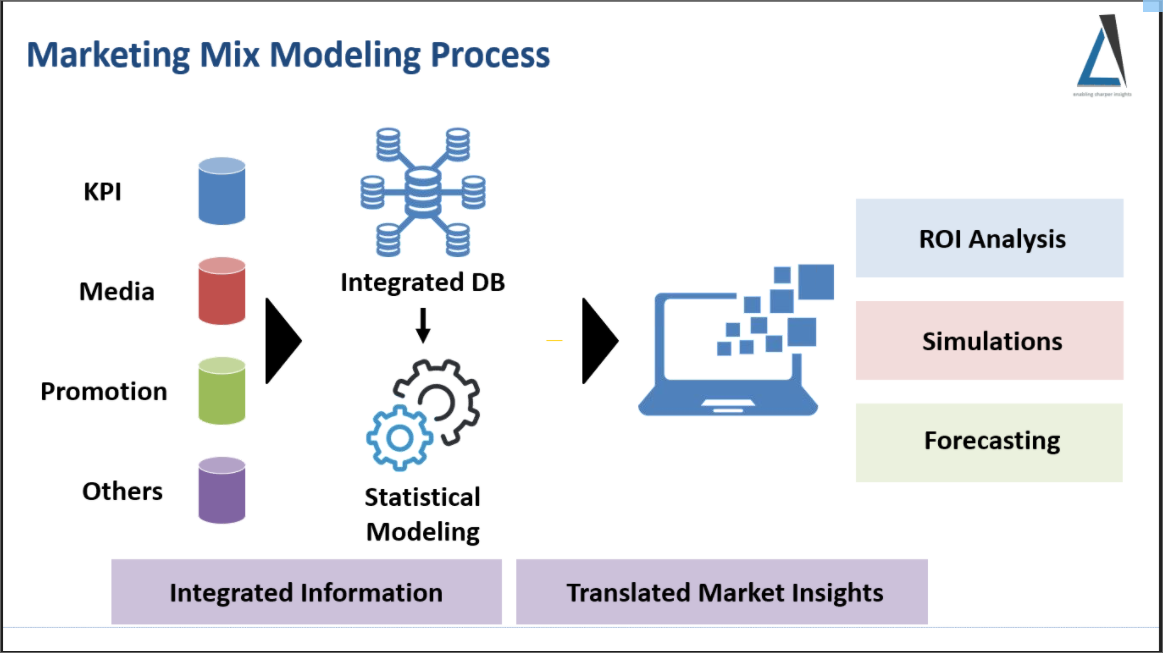 Marketing Mix Modeling Process
enabling sharper insights
KPI
Media
Promotion
Others
Integrated DB
Statistical
Modeling
ROI Analysis
Simulations
Forecasting
Integrated Information
Translated Market Insights